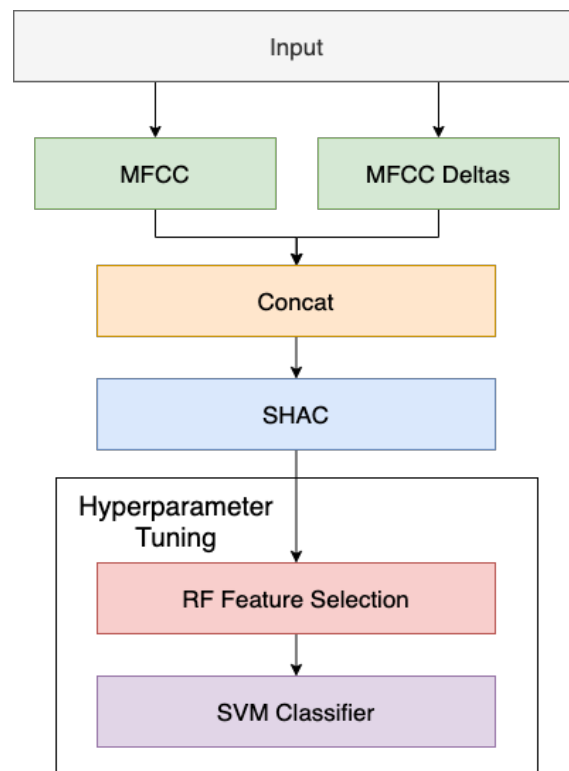 Input
MFCC
MFCC Deltas
Concat
SHAC
Hyperparameter
Tuning
RF Feature Selection
SVM Classifier